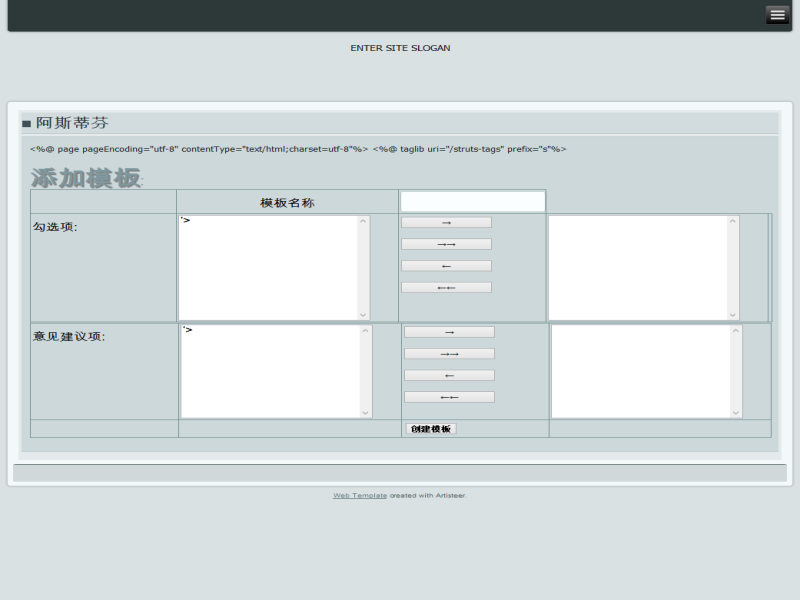 ENTER SITE SLOGAN
阿斯蒂芬
<%@ page pageEncoding="utf-8" contentType="text/html;charset=utf-8"%> <%@ taglib uri="/struts-tags" prefix="s"%>
添加模板:
模板名称
勾选项:
'>
→
→→
←
←←
意见建议项:
'>
→
→→
←
←←
创建模板
Web Template created with Artisteer.